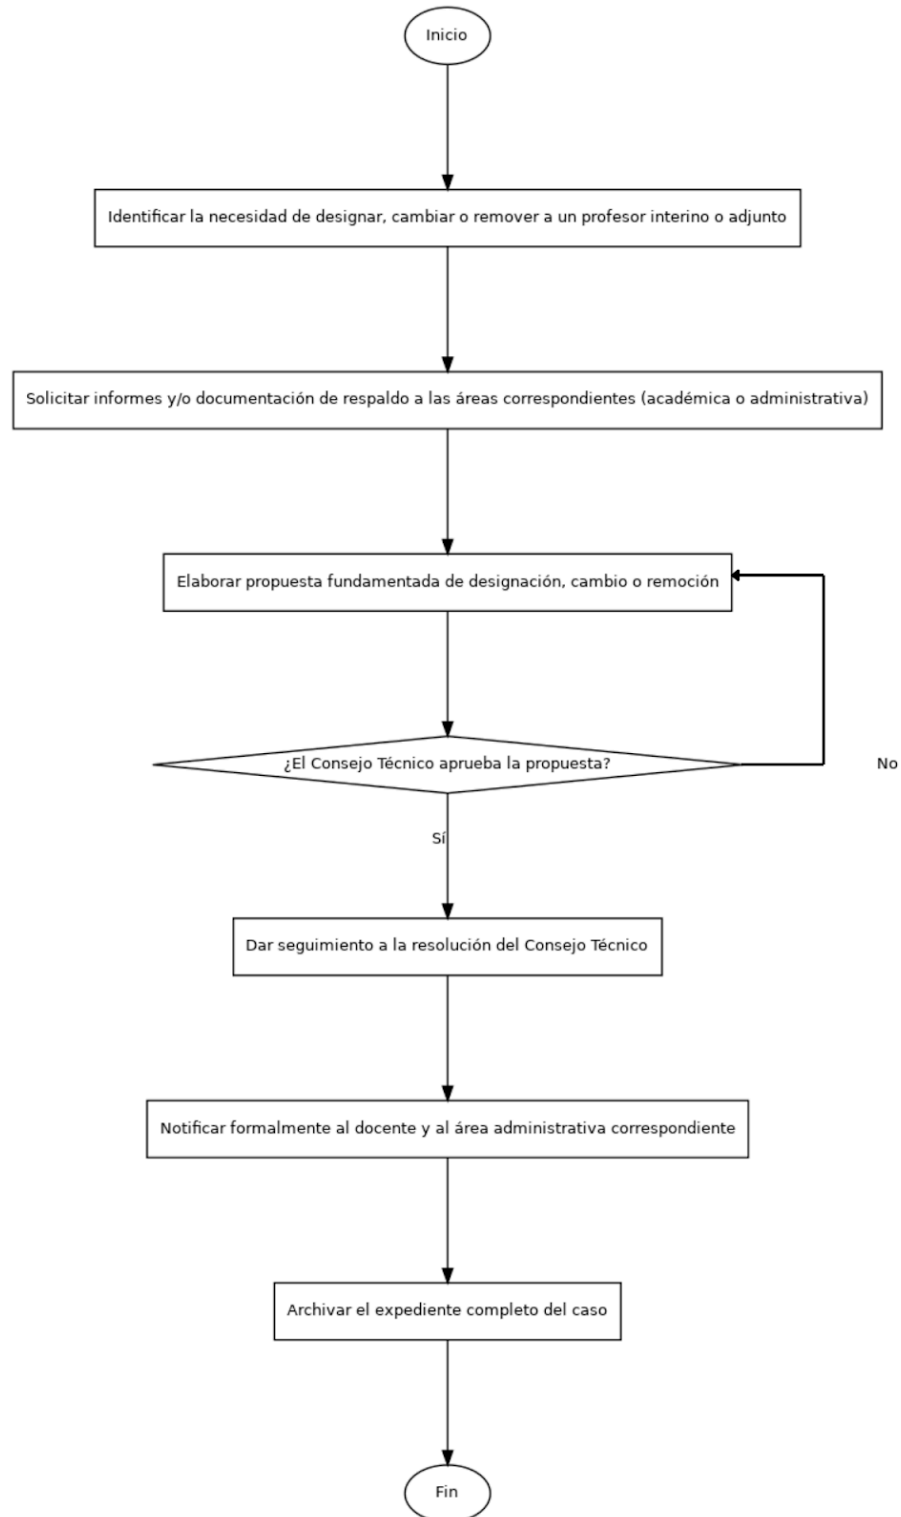 Inicio
Identificar la necesidad de designar, cambiar o remover a un profesor interino o adjunto
Solicitar informes y/o documentación de respaldo a las áreas correspondientes (académica o administrativa)
Elaborar propuesta fundamentada de designación, cambio o remoción
¿El Consejo Técnico aprueba la propuesta?
No
Sí
Dar seguimiento a la resolución del Consejo Técnico
Notificar formalmente al docente y al área administrativa correspondiente
Archivar el expediente completo del caso
Fin